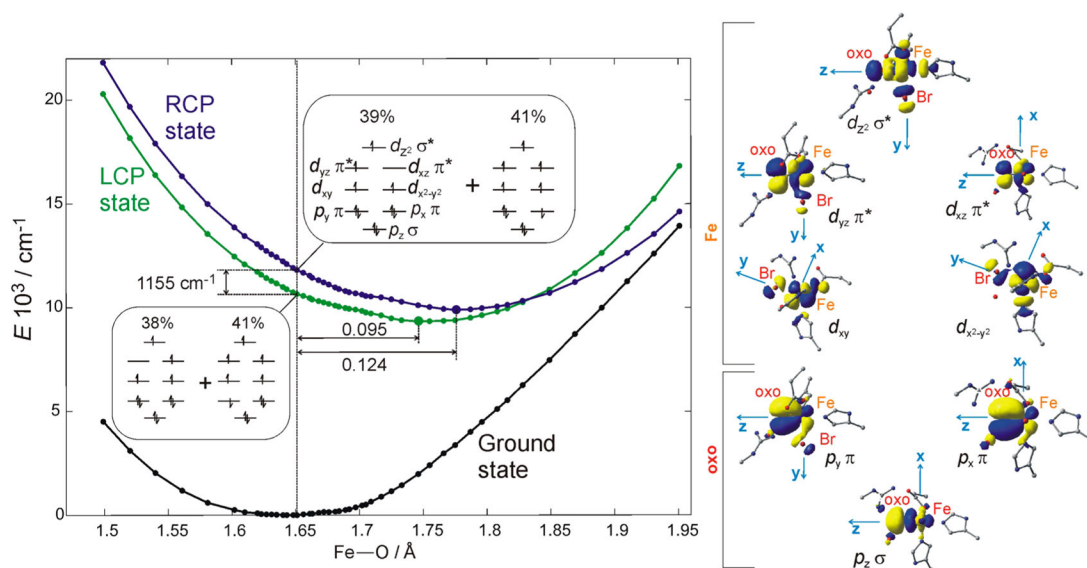 20
15
10
5
0
E 10³ / cm⁻¹
1.5
1.55
1.6
1.65
1.7
1.75
1.8
1.85
1.9
1.95
Fe—O / Å
RCP
state
LCP
state
1155 cm⁻¹
39%
41%
d_z² σ*
d_yz π*
d_xz π*
d_xy
d_x²-y²
p_y π
p_x π
p_z σ
+
38%
41%
+
0.095
0.124
Ground
state
Fe
oxo
Fe
z
Br
d_z² σ*
y
oxo
Fe
z
Br
d_yz π*
y
x
oxo
Fe
z
d_xz π*
x
y
Br
Fe
d_xy
x
y
Br
Fe
d_x²-y²
oxo
oxo
Fe
z
Br
p_y π
y
x
oxo
Fe
z
p_x π
x
oxo
Fe
z
p_z σ